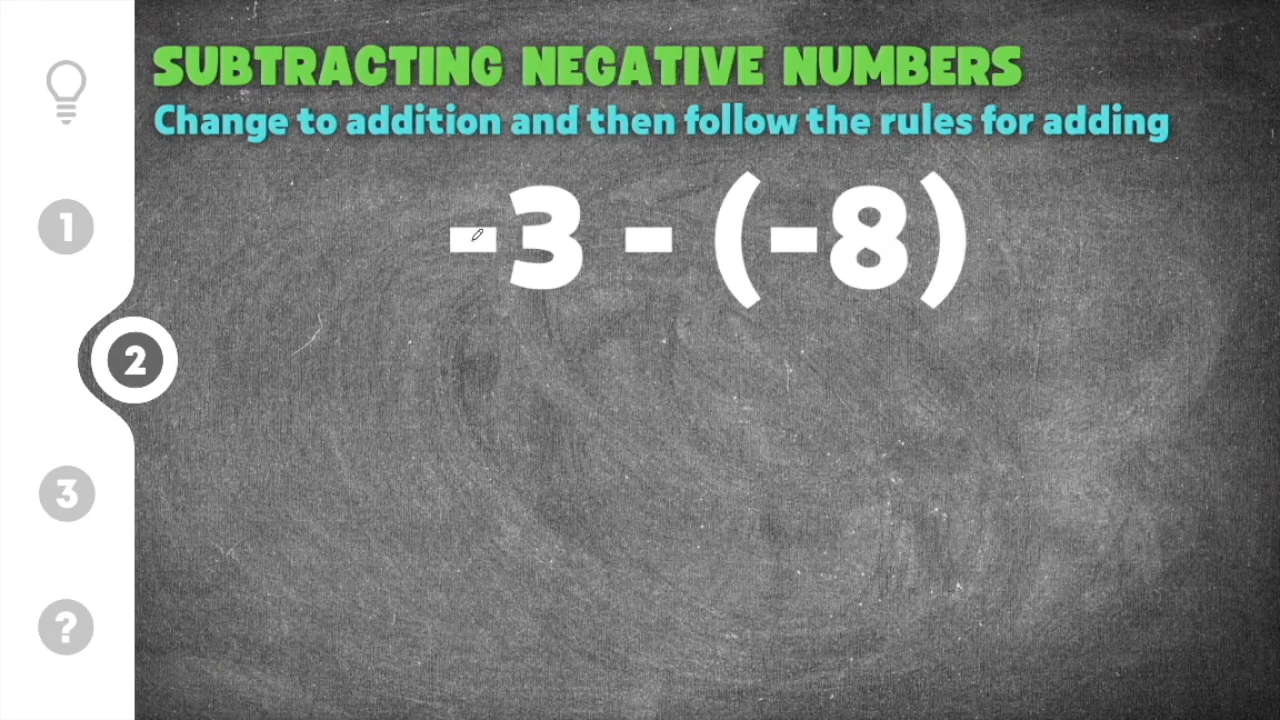 SUBTRACTING NEGATIVE NUMBERS
Change to addition and then follow the rules for adding
-3 - (-8)
1
2
3
?